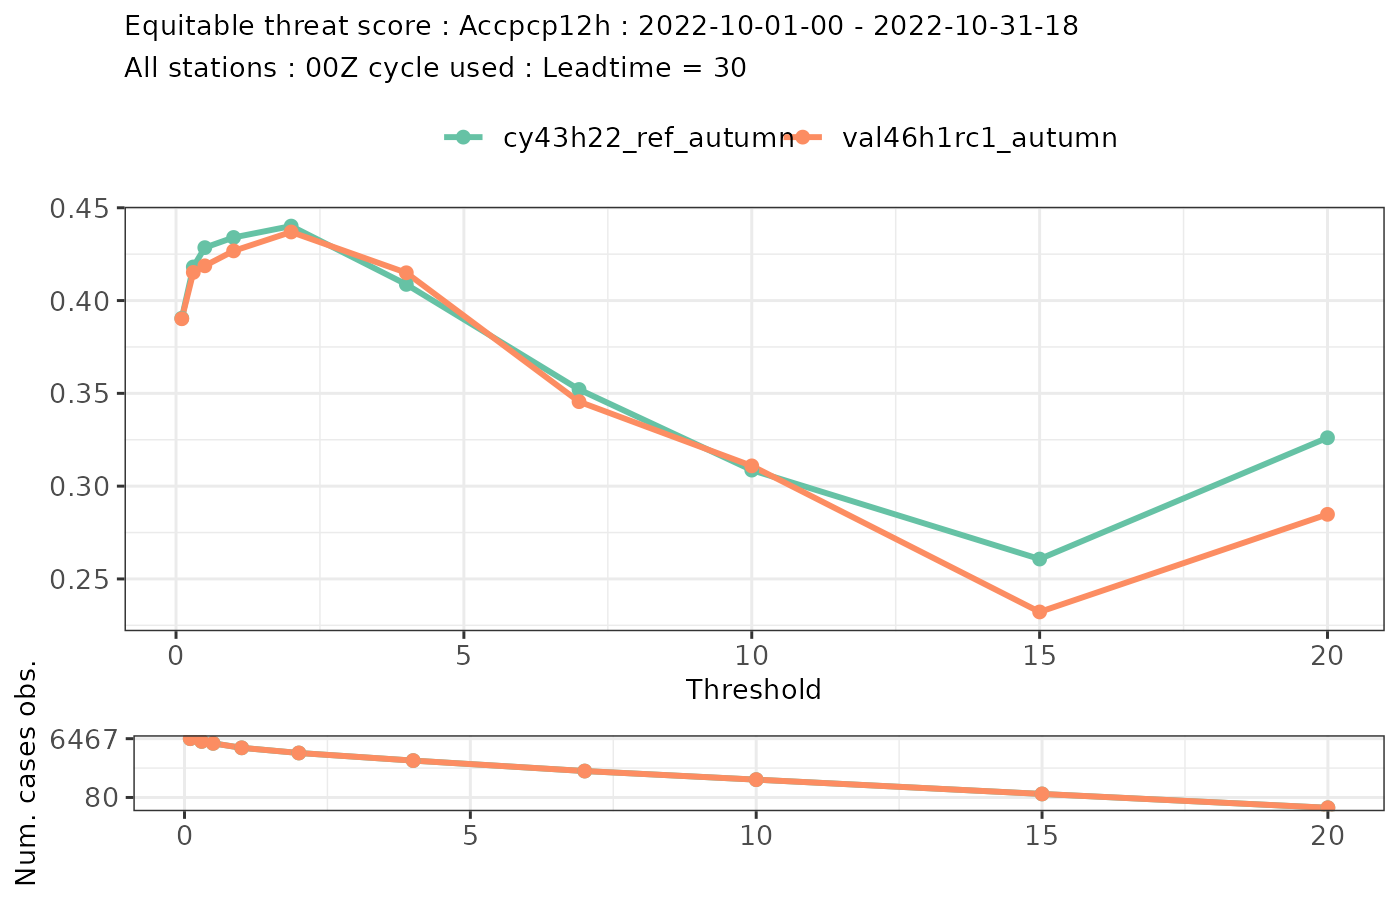 Equitable threat score : Accpcp12h : 2022-10-01-00 - 2022-10-31-18
All stations : 00Z cycle used : Leadtime = 30
cy43h22_ref_autumn val46h1rc1_autumn
0.45
0.40
0.35
0.30
0.25
0 5 10 15 20
Threshold
Num. cases obs.
6467
80
0 5 10 15 20